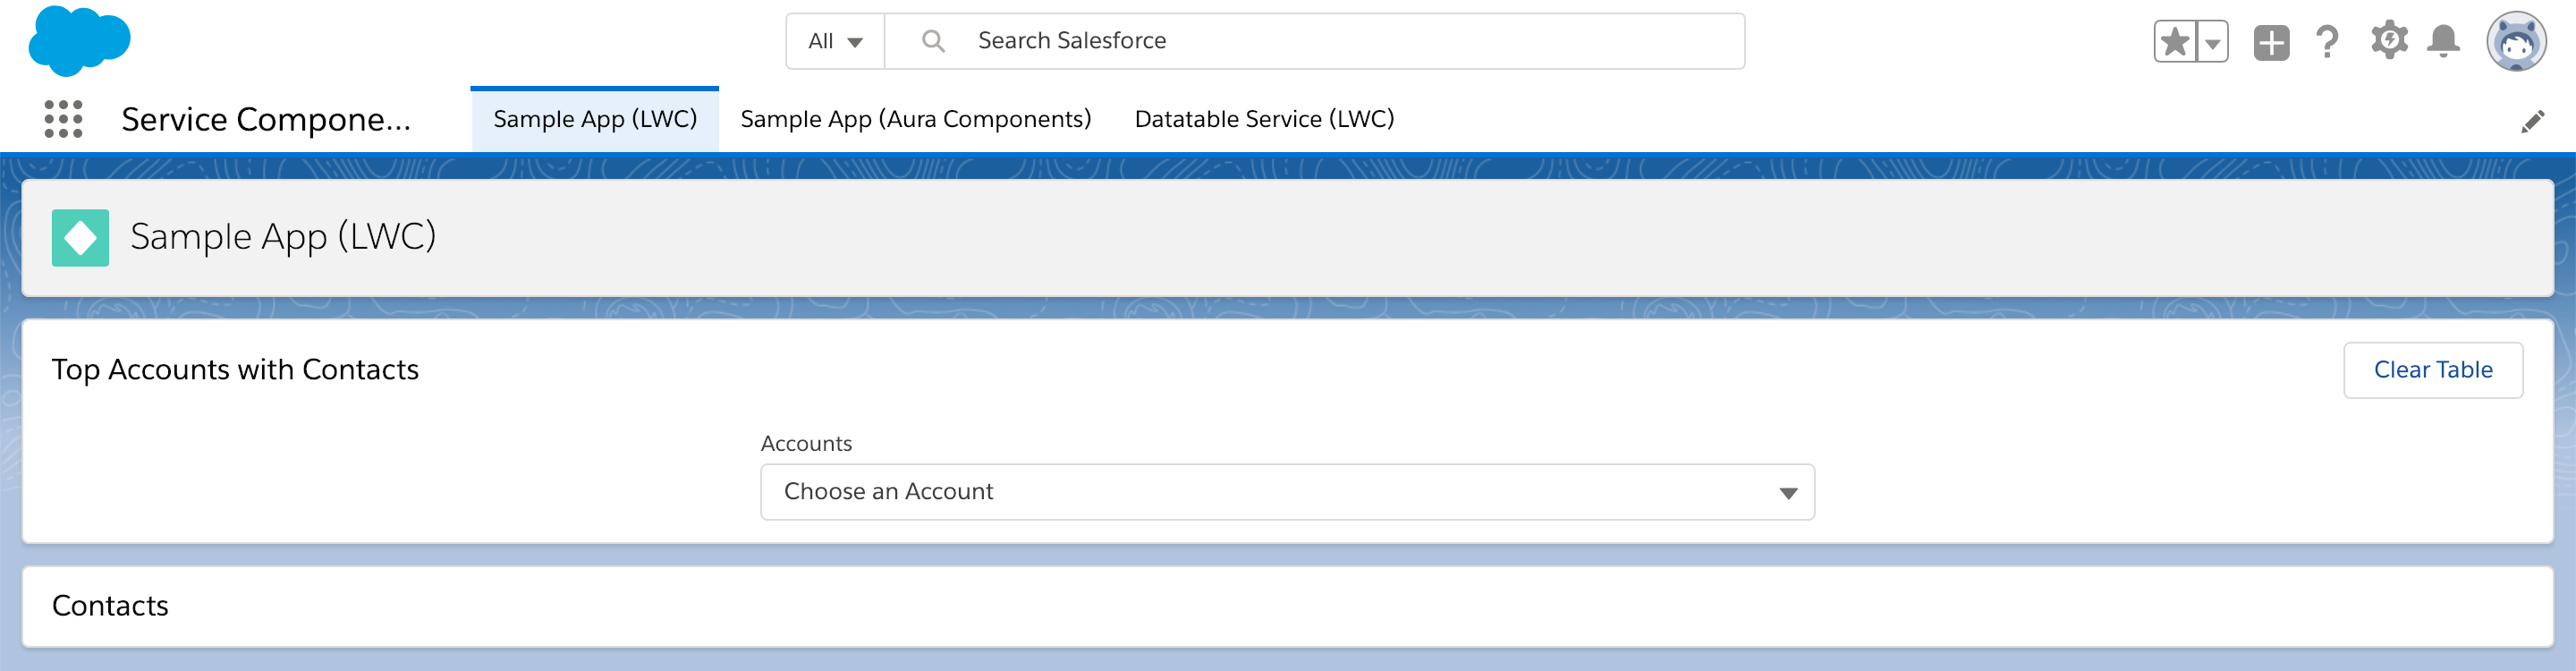 All
Search Salesforce
Service Compone...
Sample App (LWC)
Sample App (Aura Components)
Datatable Service (LWC)
Sample App (LWC)
Top Accounts with Contacts
Clear Table
Accounts
Choose an Account
Contacts